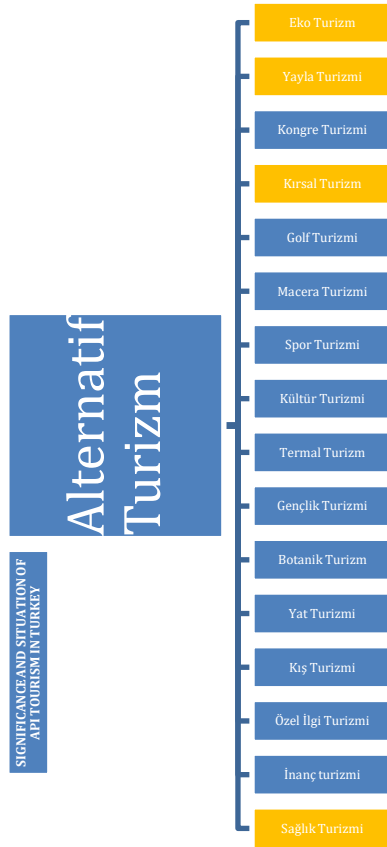 SIGNIFICANCE AND SITUATION OF
API TOURISM IN TURKEY
Alternatif
Turizm
Eko Turizm
Yayla Turizmi
Kongre Turizmi
Kırsal Turizm
Golf Turizmi
Macera Turizmi
Spor Turizmi
Kültür Turizmi
Termal Turizm
Gençlik Turizmi
Botanik Turizm
Yat Turizmi
Kış Turizmi
Özel İlgi Turizmi
İnanç turizmi
Sağlık Turizmi